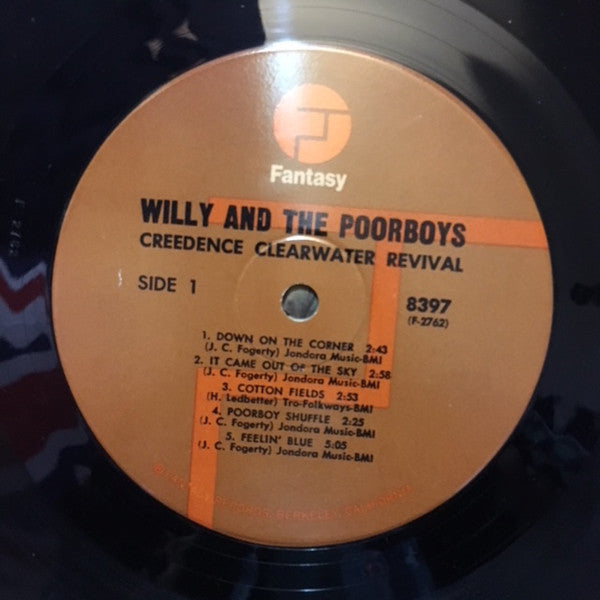 Fantasy
WILLY AND THE POORBOYS
CREEDENCE CLEARWATER REVIVAL
SIDE 1
8397
(F-2762)
1. DOWN ON THE CORNER 2:43
(J. C. Fogerty) Jondora Music-BMI
2. IT CAME OUT OF THE SKY 2:58
(J. C. Fogerty) Jondora Music-BMI
3. COTTON FIELDS 2:53
(H. Ledbetter) Tro-Folkways-BMI
4. POORBOY SHUFFLE 2:25
(J. C. Fogerty) Jondora Music-BMI
5. FEELIN' BLUE 5:05
(J. C. Fogerty) Jondora Music-BMI
RECORDS, BERKELEY, CALIFORNIA